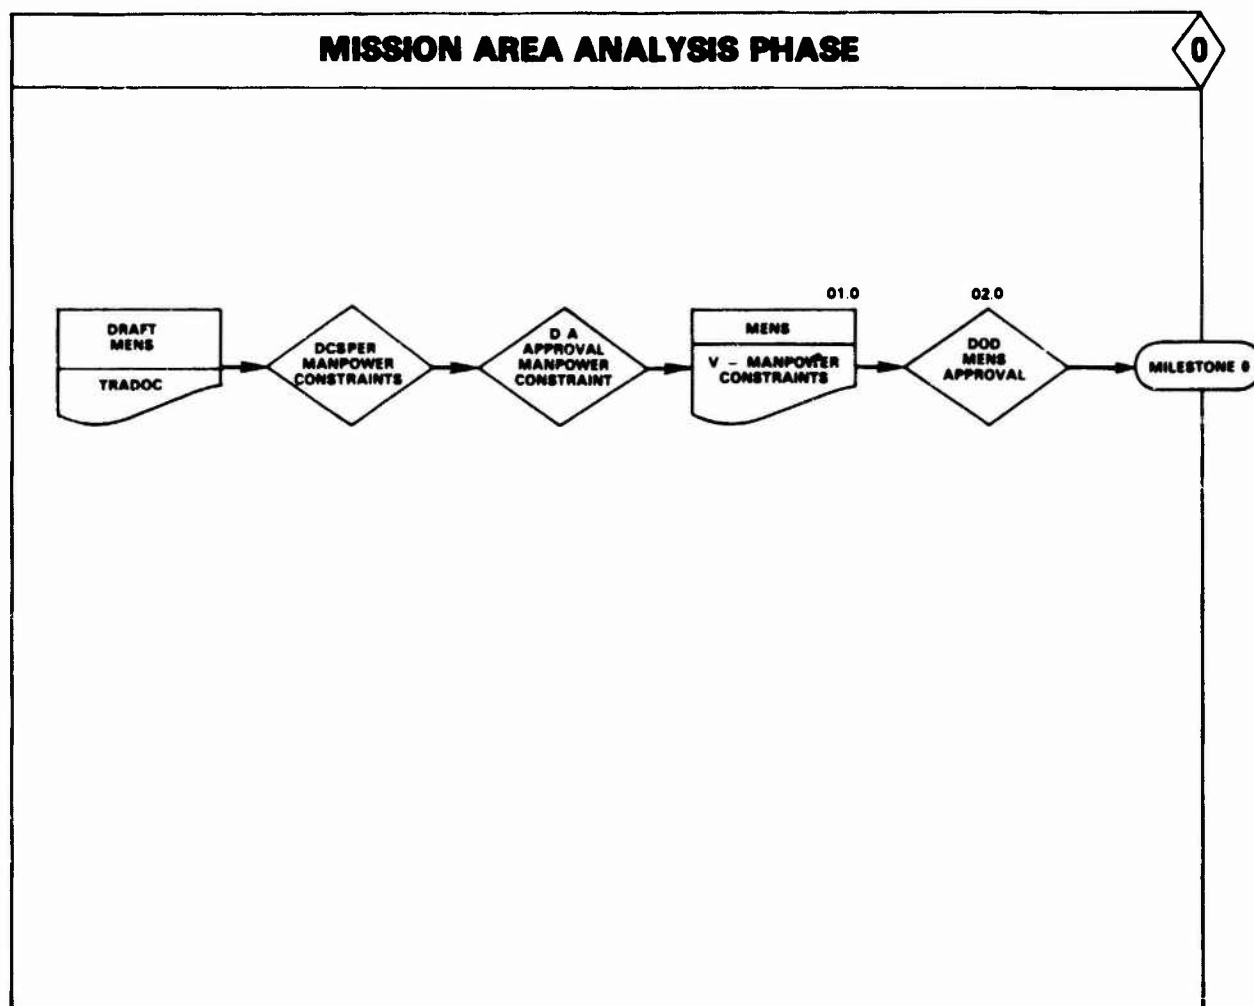 MISSION AREA ANALYSIS PHASE
0
DRAFT
MENS
TRADOC
DCSPER
MANPOWER
CONSTRAINTS
D A
APPROVAL
MANPOWER
CONSTRAINT
01.0
MENS
V – MANPOWER
CONSTRAINTS
02.0
DOD
MENS
APPROVAL
MILESTONE 0